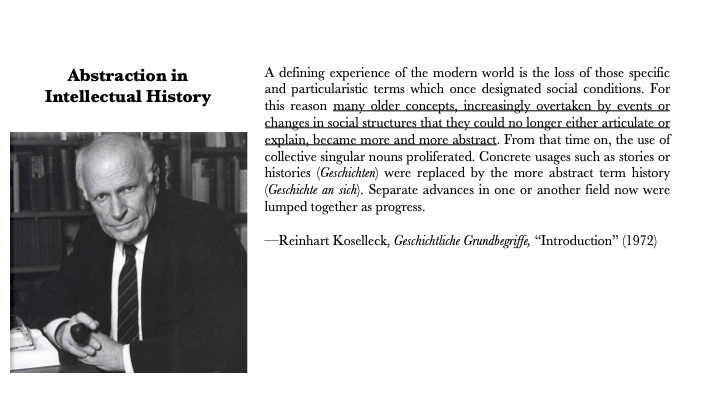 Abstraction in
Intellectual History
A defining experience of the modern world is the loss of those specific
and particularistic terms which once designated social conditions. For
this reason many older concepts, increasingly overtaken by events or
changes in social structures that they could no longer either articulate or
explain, became more and more abstract. From that time on, the use of
collective singular nouns proliferated. Concrete usages such as stories or
histories (Geschichten) were replaced by the more abstract term history
(Geschichte an sich). Separate advances in one or another field now were
lumped together as progress.
—Reinhart Koselleck, Geschichtliche Grundbegriffe, “Introduction” (1972)